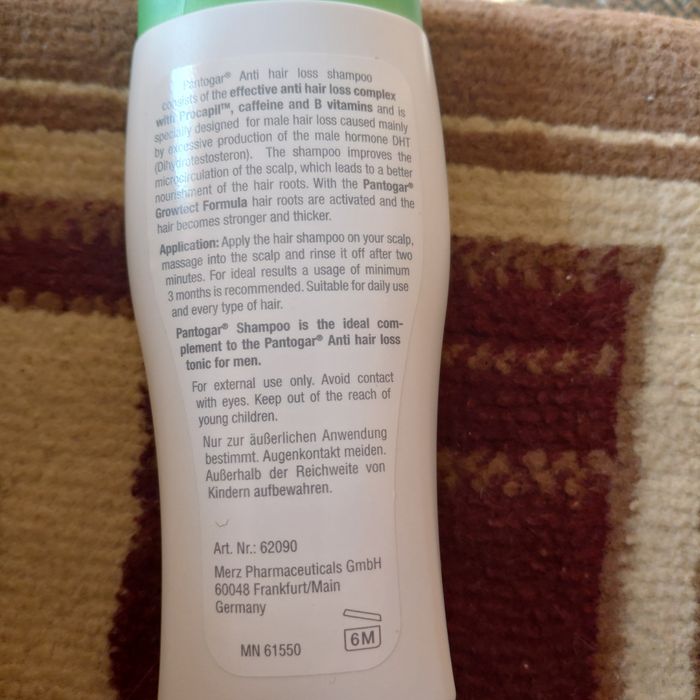 Pantogar® Anti hair loss shampoo
consists of the effective anti hair loss complex
with Procapil™, caffeine and B vitamins and is
specially designed for male hair loss caused mainly
by excessive production of the male hormone DHT
(Dihydrotestosteron). The shampoo improves the
microcirculation of the scalp, which leads to a better
nourishment of the hair roots. With the Pantogar®
Growtect Formula hair roots are activated and the
hair becomes stronger and thicker.
Application: Apply the hair shampoo on your scalp,
massage into the scalp and rinse it off after two
minutes. For ideal results a usage of minimum
3 months is recommended. Suitable for daily use
and every type of hair.
Pantogar® Shampoo is the ideal com-
plement to the Pantogar® Anti hair loss
tonic for men.
For external use only. Avoid contact
with eyes. Keep out of the reach of
young children.
Nur zur äußerlichen Anwendung
bestimmt. Augenkontakt meiden.
Außerhalb der Reichweite von
Kindern aufbewahren.
Art. Nr.: 62090
Merz Pharmaceuticals GmbH
60048 Frankfurt/Main
Germany
MN 61550
6M